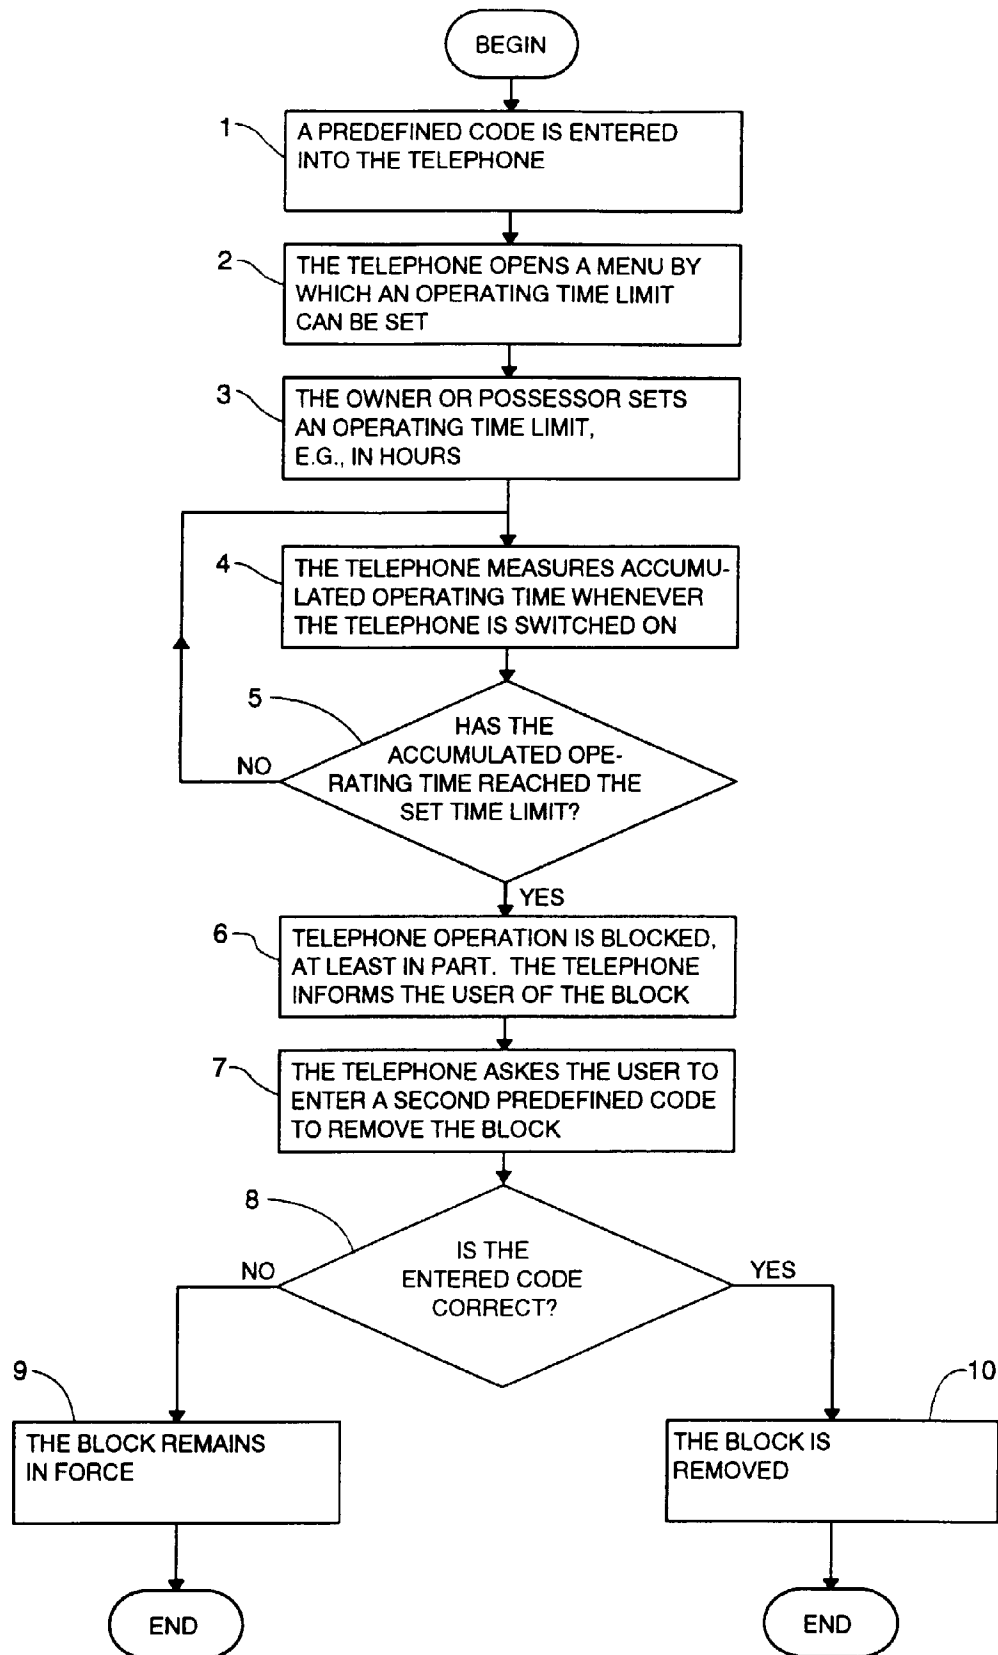 BEGIN
1
A PREDEFINED CODE IS ENTERED
INTO THE TELEPHONE
2
THE TELEPHONE OPENS A MENU BY
WHICH AN OPERATING TIME LIMIT
CAN BE SET
3
THE OWNER OR POSSESSOR SETS
AN OPERATING TIME LIMIT,
E.G., IN HOURS
4
THE TELEPHONE MEASURES ACCUMU-
LATED OPERATING TIME WHENEVER
THE TELEPHONE IS SWITCHED ON
5
HAS THE
ACCUMULATED OPE-
RATING TIME REACHED THE
SET TIME LIMIT?
NO
YES
6
TELEPHONE OPERATION IS BLOCKED,
AT LEAST IN PART. THE TELEPHONE
INFORMS THE USER OF THE BLOCK
7
THE TELEPHONE ASKES THE USER TO
ENTER A SECOND PREDEFINED CODE
TO REMOVE THE BLOCK
8
IS THE
ENTERED CODE
CORRECT?
NO
YES
9
THE BLOCK REMAINS
IN FORCE
10
THE BLOCK IS
REMOVED
END
END